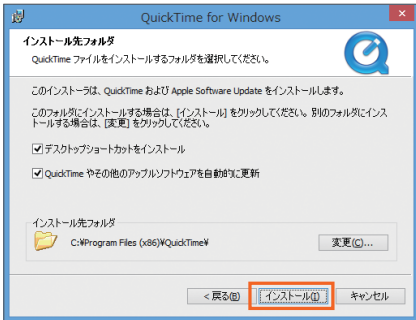 QuickTime for Windows
インストール先フォルダ
QuickTime ファイルをインストールするフォルダを選択してください。
このインストーラは、QuickTime および Apple Software Update をインストールします。
このフォルダにインストールする場合は、[インストール] をクリックしてください。別のフォルダにインス
トールする場合は、[変更] をクリックしてください。
デスクトップショートカットをインストール
QuickTime やその他のアップルソフトウェアを自動的に更新
インストール先フォルダ
C:¥Program Files (x86)¥QuickTime¥
変更(C)...
< 戻る(B)
インストール(I)
キャンセル